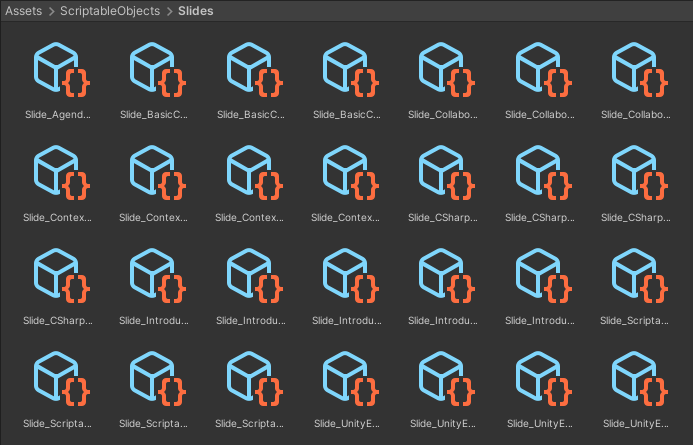 Assets > ScriptableObjects > Slides
Slide_Agend... Slide_BasicC... Slide_BasicC... Slide_BasicC... Slide_Collabo... Slide_Collabo... Slide_Collabo...
Slide_Contex... Slide_Contex... Slide_Contex... Slide_Contex... Slide_CSharp... Slide_CSharp... Slide_CSharp...
Slide_CSharp... Slide_Introdu... Slide_Introdu... Slide_Introdu... Slide_Introdu... Slide_Introdu... Slide_Scripta...
Slide_Scripta... Slide_Scripta... Slide_Scripta... Slide_UnityE... Slide_UnityE... Slide_UnityE... Slide_UnityE...